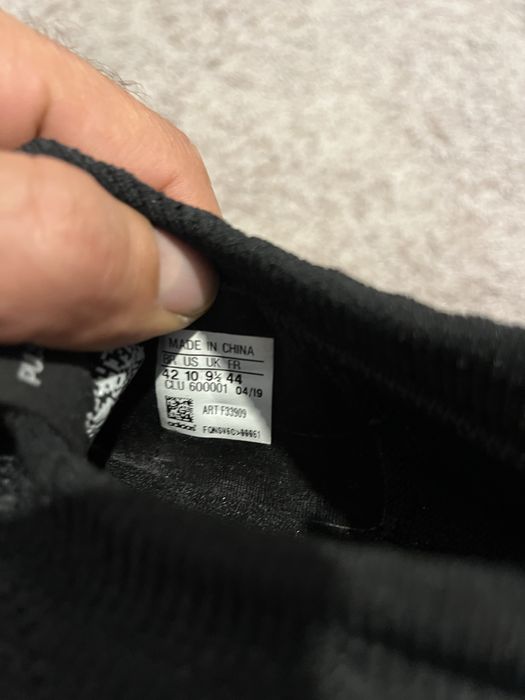 MADE IN CHINA
BR US UK FR
42 10 9½ 44
CLU 600001 04/19
ART F33909
adidas